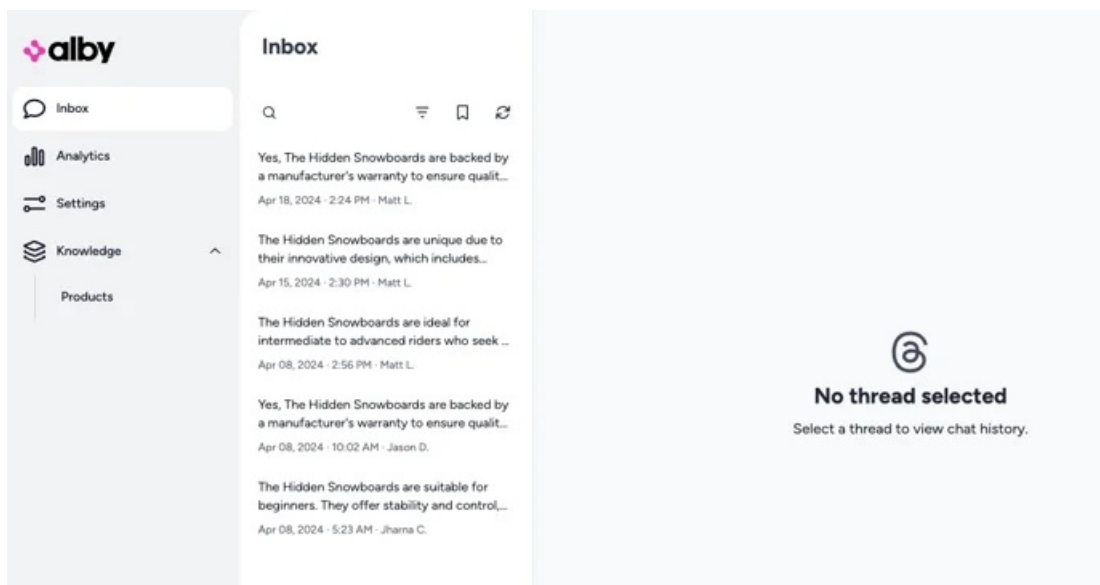 alby
Inbox
Analytics
Settings
Knowledge
Products
Inbox
Yes, The Hidden Snowboards are backed by
a manufacturer's warranty to ensure qualit...
Apr 18, 2024 · 2:24 PM · Matt L.
The Hidden Snowboards are unique due to
their innovative design, which includes...
Apr 15, 2024 · 2:30 PM · Matt L.
The Hidden Snowboards are ideal for
intermediate to advanced riders who seek ...
Apr 08, 2024 · 2:56 PM · Matt L.
Yes, The Hidden Snowboards are backed by
a manufacturer's warranty to ensure qualit...
Apr 08, 2024 · 10:02 AM · Jason D.
The Hidden Snowboards are suitable for
beginners. They offer stability and control,...
Apr 08, 2024 · 5:23 AM · Jharna C.
No thread selected
Select a thread to view chat history.